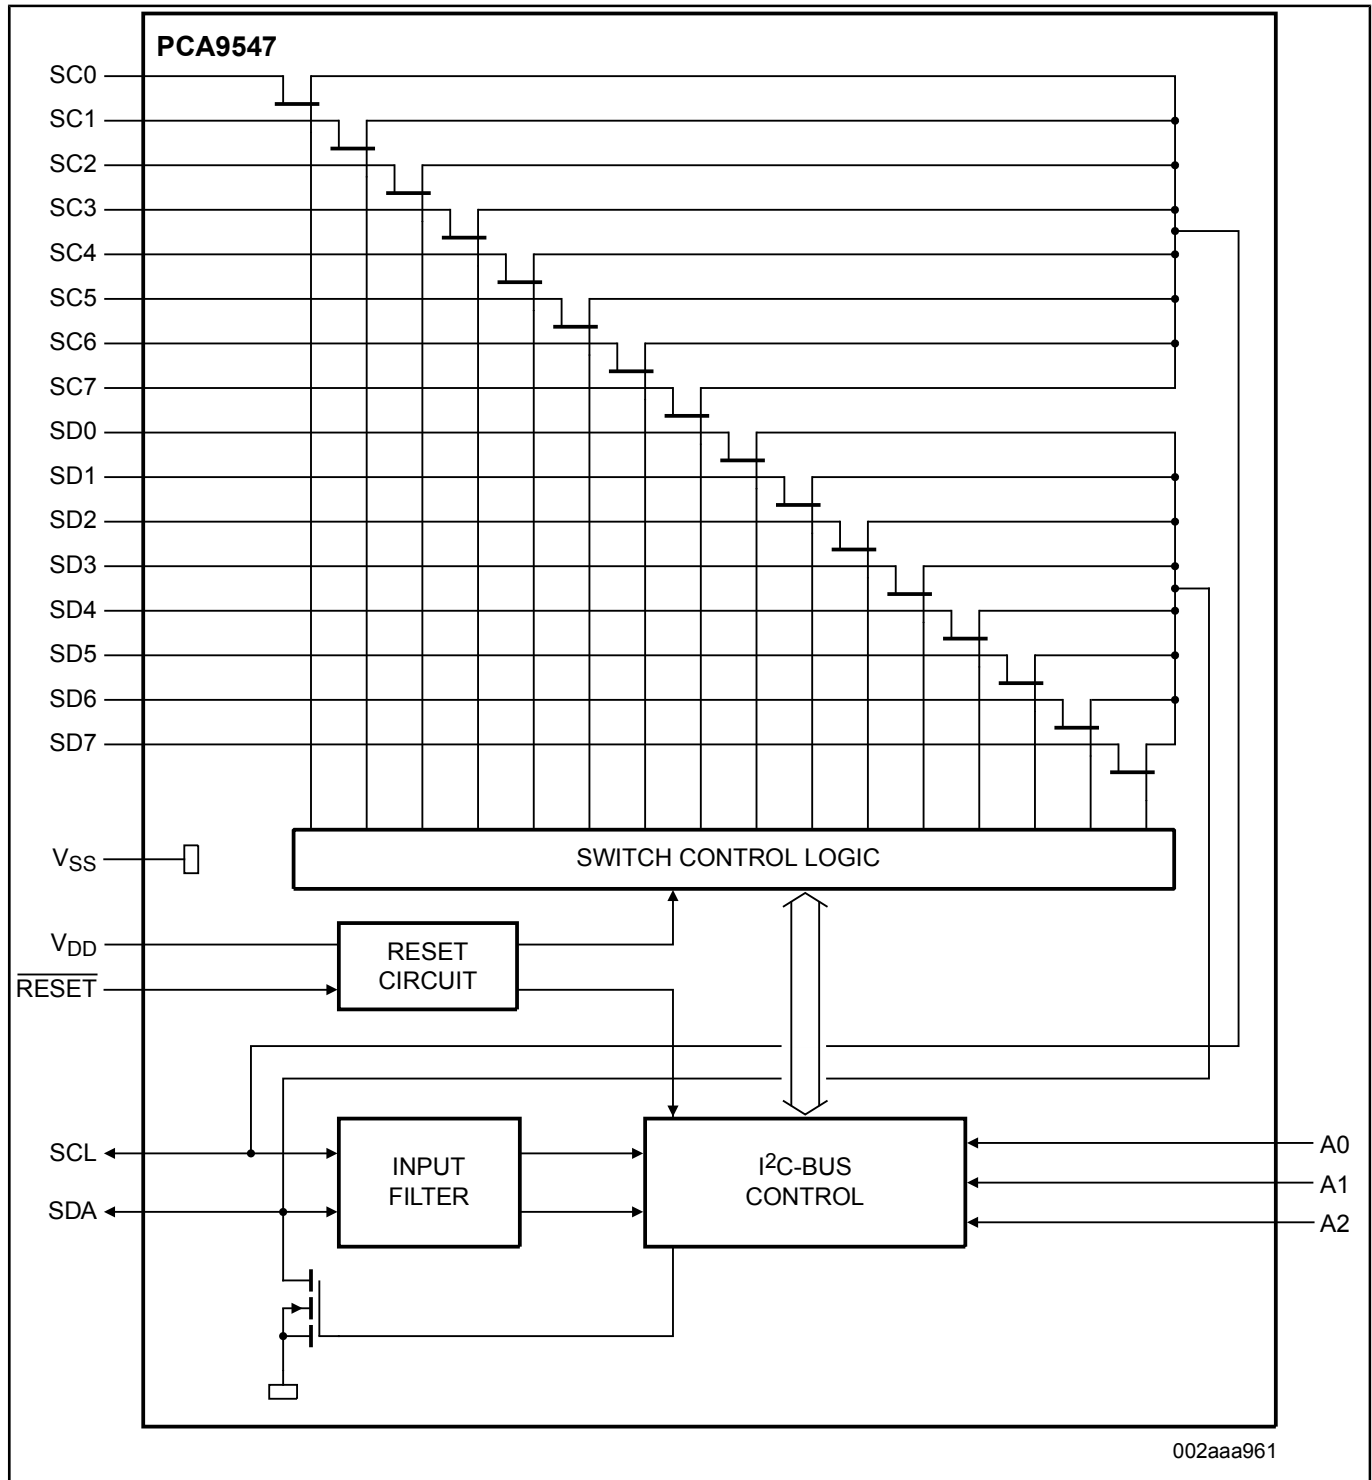 PCA9547
SC0
SC1
SC2
SC3
SC4
SC5
SC6
SC7
SD0
SD1
SD2
SD3
SD4
SD5
SD6
SD7
VSS
SWITCH CONTROL LOGIC
VDD
RESET
CIRCUIT
RESET
SCL
INPUT
FILTER
SDA
I2C-BUS
CONTROL
A0
A1
A2
002aaa961